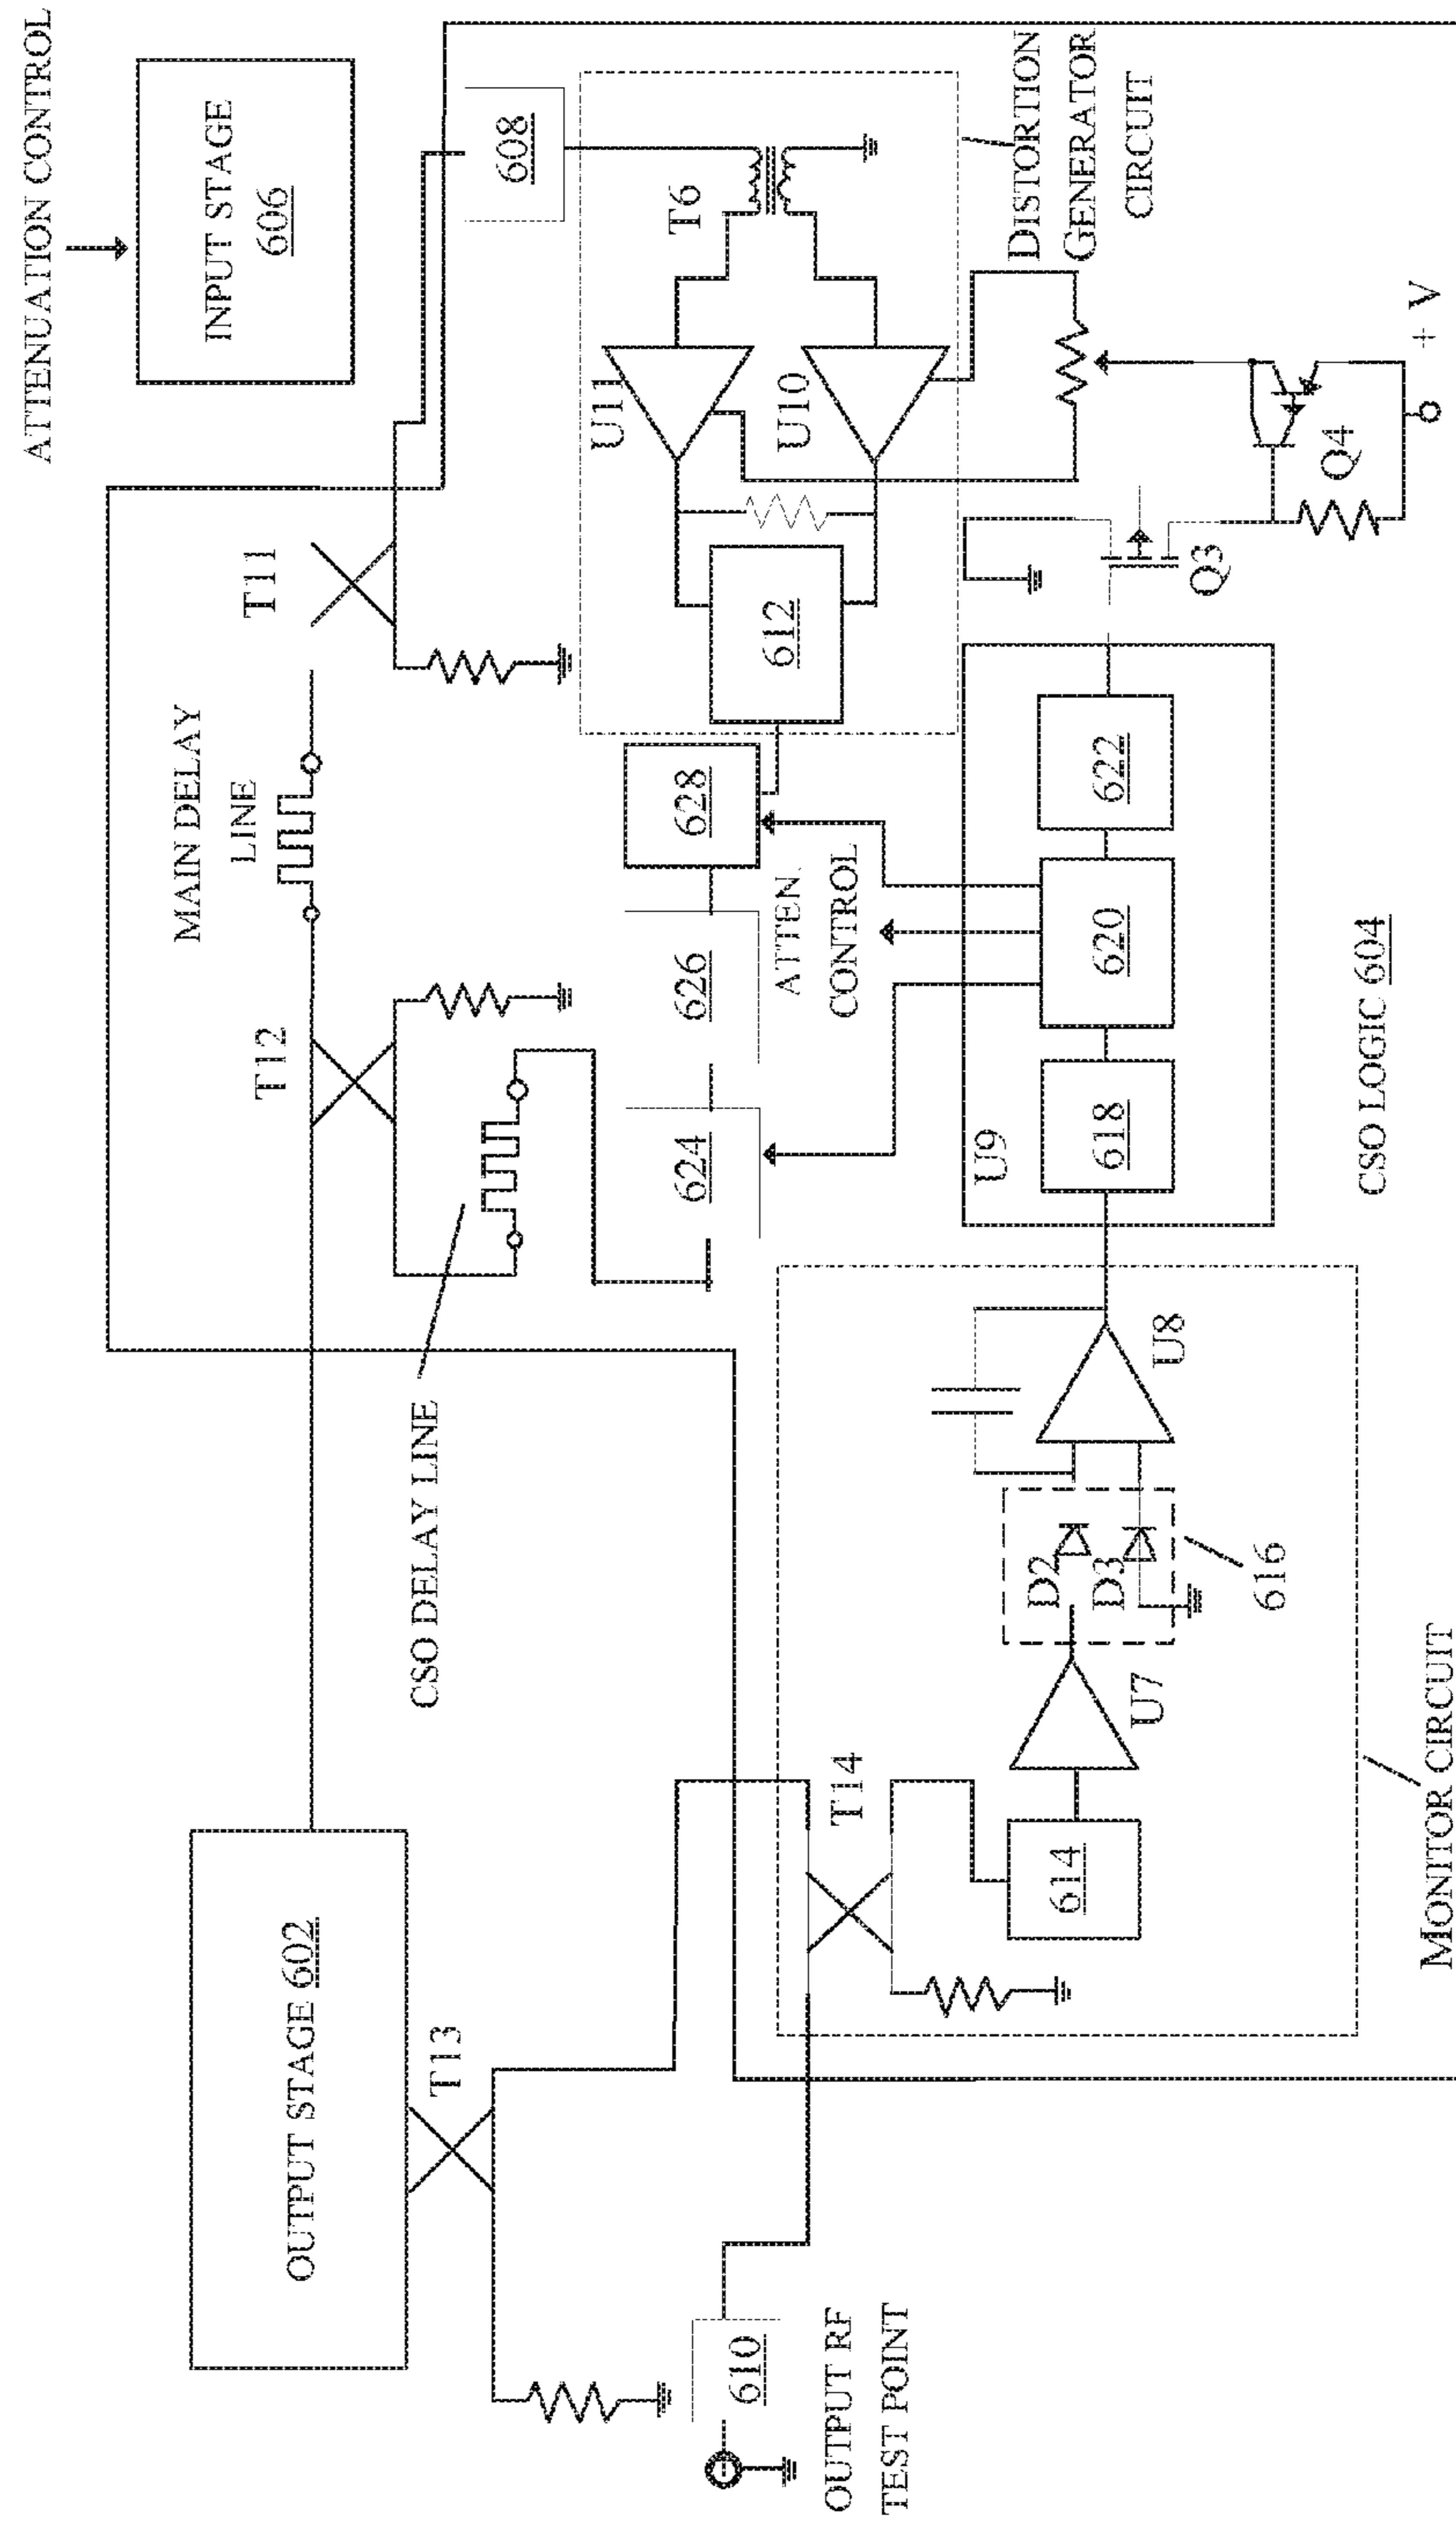 ATTENUATION CONTROL
INPUT STAGE
606
608
T6
DISTORTION
GENERATOR
CIRCUIT
U11
U10
+ V
Q4
Q3
T11
612
MAIN DELAY
LINE
628
622
ATTEN.
CONTROL
626
620
T12
CSO LOGIC 604
624
618
U9
CSO DELAY LINE
U8
D2
D3
616
U7
T14
614
MONITOR CIRCUIT
OUTPUT STAGE 602
T13
610
OUTPUT RF
TEST POINT